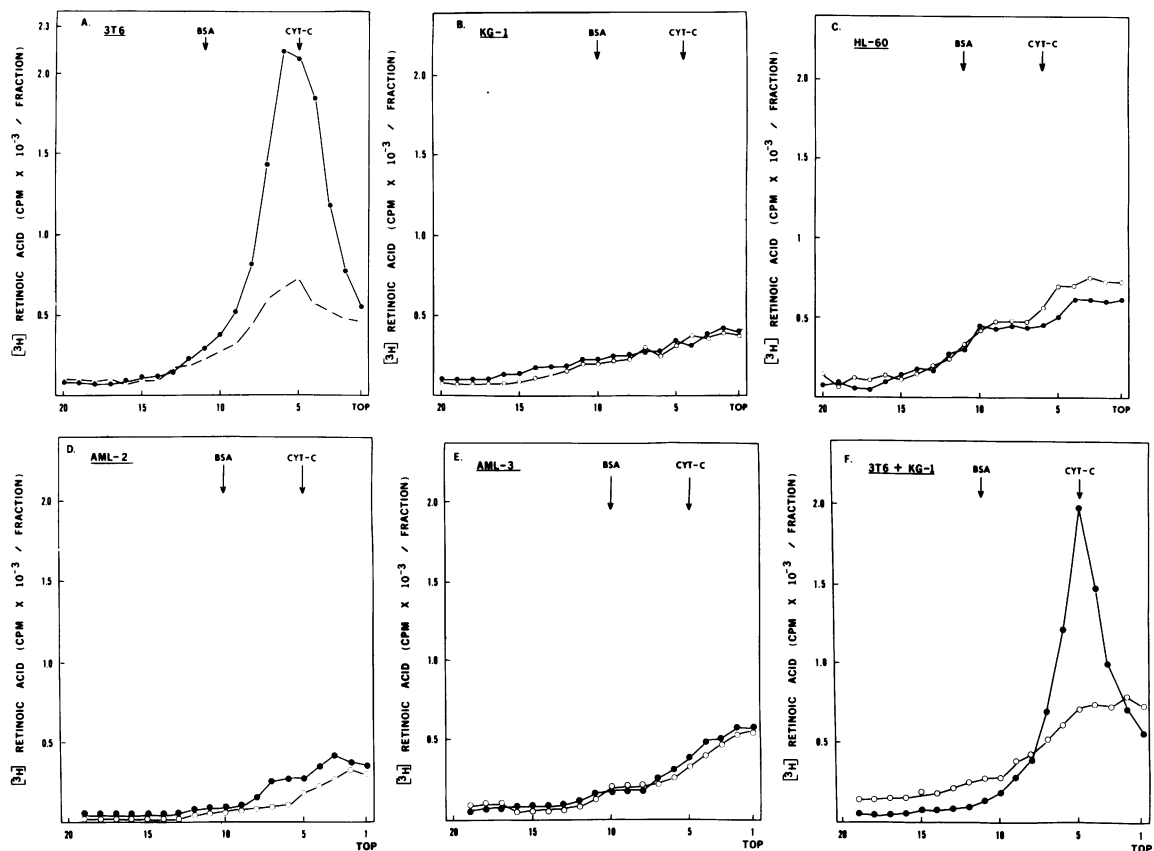 A.
3T6
BSA
CYT-C
[³H] RETINOIC ACID (CPM X 10⁻³ / FRACTION)
2.3
2.0
1.5
1.0
0.5
20
15
10
5
TOP
B.
KG-1
BSA
CYT-C
[³H] RETINOIC ACID (CPM X 10⁻³ / FRACTION)
2.0
1.5
1.0
0.5
20
15
10
5
TOP
C.
HL-60
BSA
CYT-C
[³H] RETINOIC ACID (CPM X 10⁻³ / FRACTION)
2.0
1.5
1
0.5
20
15
10
5
TOP
D.
AML-2
BSA
CYT-C
[³H] RETINOIC ACID (CPM X 10⁻³ / FRACTION)
2.0
1.5
1.0
0.5
20
15
10
5
1
TOP
E.
AML-3
BSA
CYT-C
[³H] RETINOIC ACID (CPM X 10⁻³ / FRACTION)
2.0
1.5
1.0
0.5
20
15
10
5
1
TOP
F.
3T6 + KG-1
BSA
CYT-C
[³H] RETINOIC ACID (CPM X 10⁻³ / FRACTION)
2.0
1.5
1.0
0.5
20
15
10
5
1
TOP